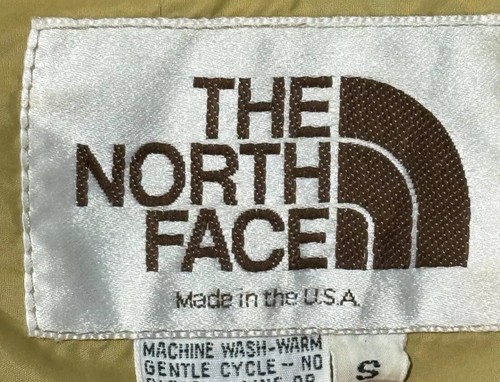 THE
NORTH
FACE
Made in the U.S.A.
MACHINE WASH-WARM
GENTLE CYCLE – NO
S